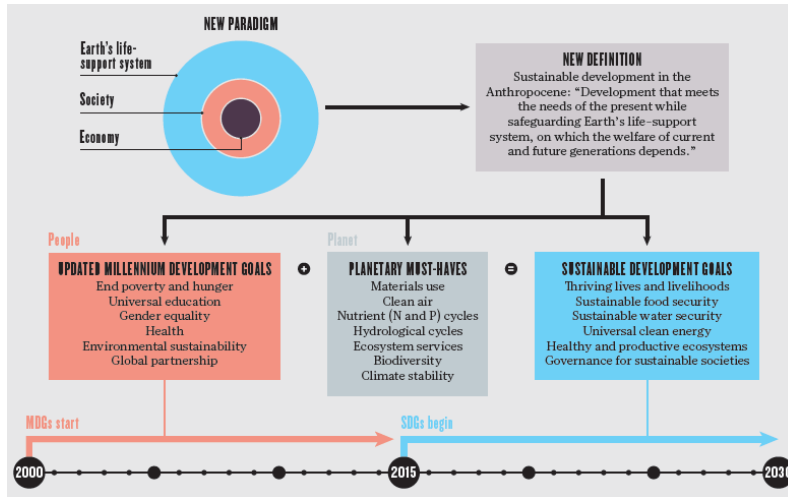 NEW PARADIGM
Earth's life-
support system
Society
Economy
NEW DEFINITION
Sustainable development in the
Anthropocene: “Development that meets
the needs of the present while
safeguarding Earth's life-support
system, on which the welfare of current
and future generations depends.”
People
UPDATED MILLENNIUM DEVELOPMENT GOALS
End poverty and hunger
Universal education
Gender equality
Health
Environmental sustainability
Global partnership
+
Planet
PLANETARY MUST-HAVES
Materials use
Clean air
Nutrient (N and P) cycles
Hydrological cycles
Ecosystem services
Biodiversity
Climate stability
=
SUSTAINABLE DEVELOPMENT GOALS
Thriving lives and livelihoods
Sustainable food security
Sustainable water security
Universal clean energy
Healthy and productive ecosystems
Governance for sustainable societies
MDGs start
SDGs begin
2000
2015
2030